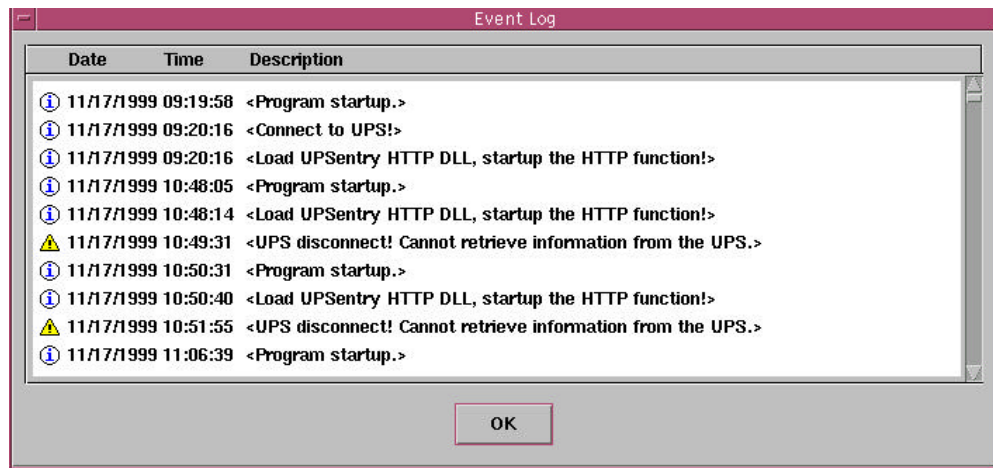 Event Log
Date Time Description
11/17/1999 09:19:58 <Program startup.>
11/17/1999 09:20:16 <Connect to UPS!>
11/17/1999 09:20:16 <Load UPSentry HTTP DLL, startup the HTTP function!>
11/17/1999 10:48:05 <Program startup.>
11/17/1999 10:48:14 <Load UPSentry HTTP DLL, startup the HTTP function!>
11/17/1999 10:49:31 <UPS disconnect! Cannot retrieve information from the UPS.>
11/17/1999 10:50:31 <Program startup.>
11/17/1999 10:50:40 <Load UPSentry HTTP DLL, startup the HTTP function!>
11/17/1999 10:51:55 <UPS disconnect! Cannot retrieve information from the UPS.>
11/17/1999 11:06:39 <Program startup.>
OK